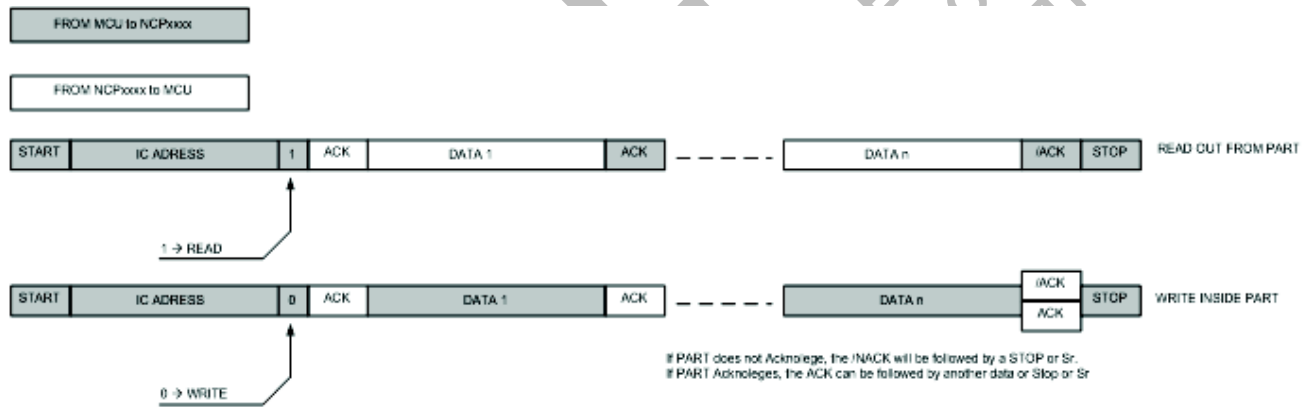 FROM MCU to NCPxxxx
FROM NCPxxxx to MCU
START IC ADRESS 1 ACK DATA 1 ACK DATA n /ACK STOP READ OUT FROM PART
1 → READ
START IC ADRESS 0 ACK DATA 1 ACK DATA n /ACK ACK STOP WRITE INSIDE PART
If PART does not Acknolege, the /NACK will be followed by a STOP or Sr.
If PART Acknoleges, the ACK can be followed by another data or Stop or Sr
0 → WRITE